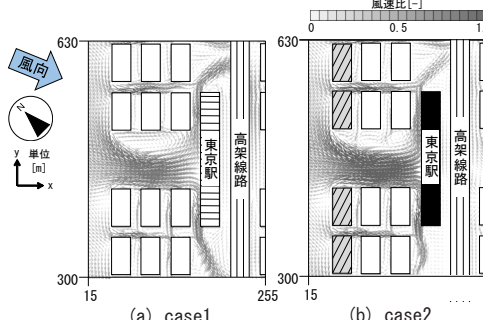 風速比[-]
0
0.5
風向
N
y
単位
[m]
x
630
300
15
255
東京駅
高架線路
(a) case1
630
300
15
東京駅
高架線路
(b) case2